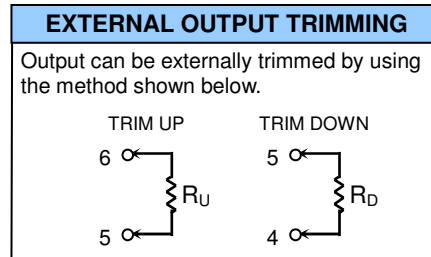 EXTERNAL OUTPUT TRIMMING
Output can be externally trimmed by using
the method shown below.
TRIM UP TRIM DOWN
6 5
RU RD
5 4